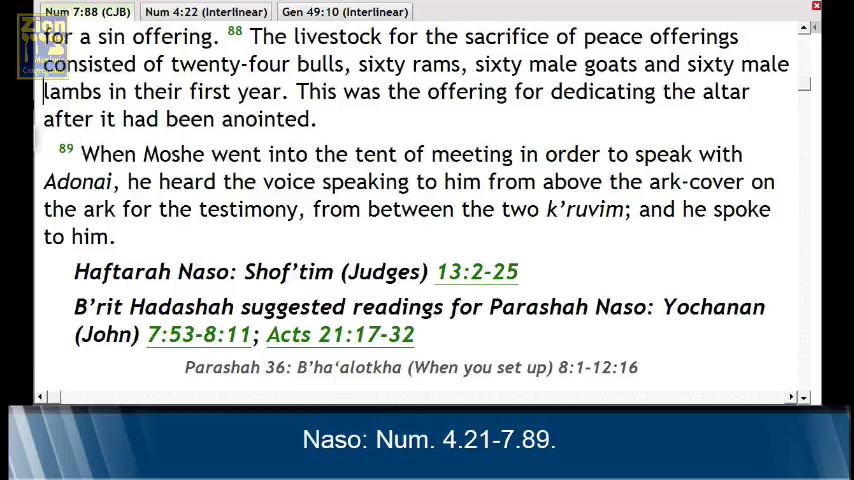 Num 7:88 (CJB) Num 4:22 (Interlinear) Gen 49:10 (Interlinear)
Zion
for a sin offering. 88 The livestock for the sacrifice of peace offerings
consisted of twenty-four bulls, sixty rams, sixty male goats and sixty male
lambs in their first year. This was the offering for dedicating the altar
after it had been anointed.
89 When Moshe went into the tent of meeting in order to speak with
Adonai, he heard the voice speaking to him from above the ark-cover on
the ark for the testimony, from between the two k’ruvim; and he spoke
to him.
Haftarah Naso: Shof’tim (Judges) 13:2-25
B’rit Hadashah suggested readings for Parashah Naso: Yochanan
(John) 7:53-8:11; Acts 21:17-32
Parashah 36: B’ha‘alotkha (When you set up) 8:1-12:16
Naso: Num. 4.21-7.89.